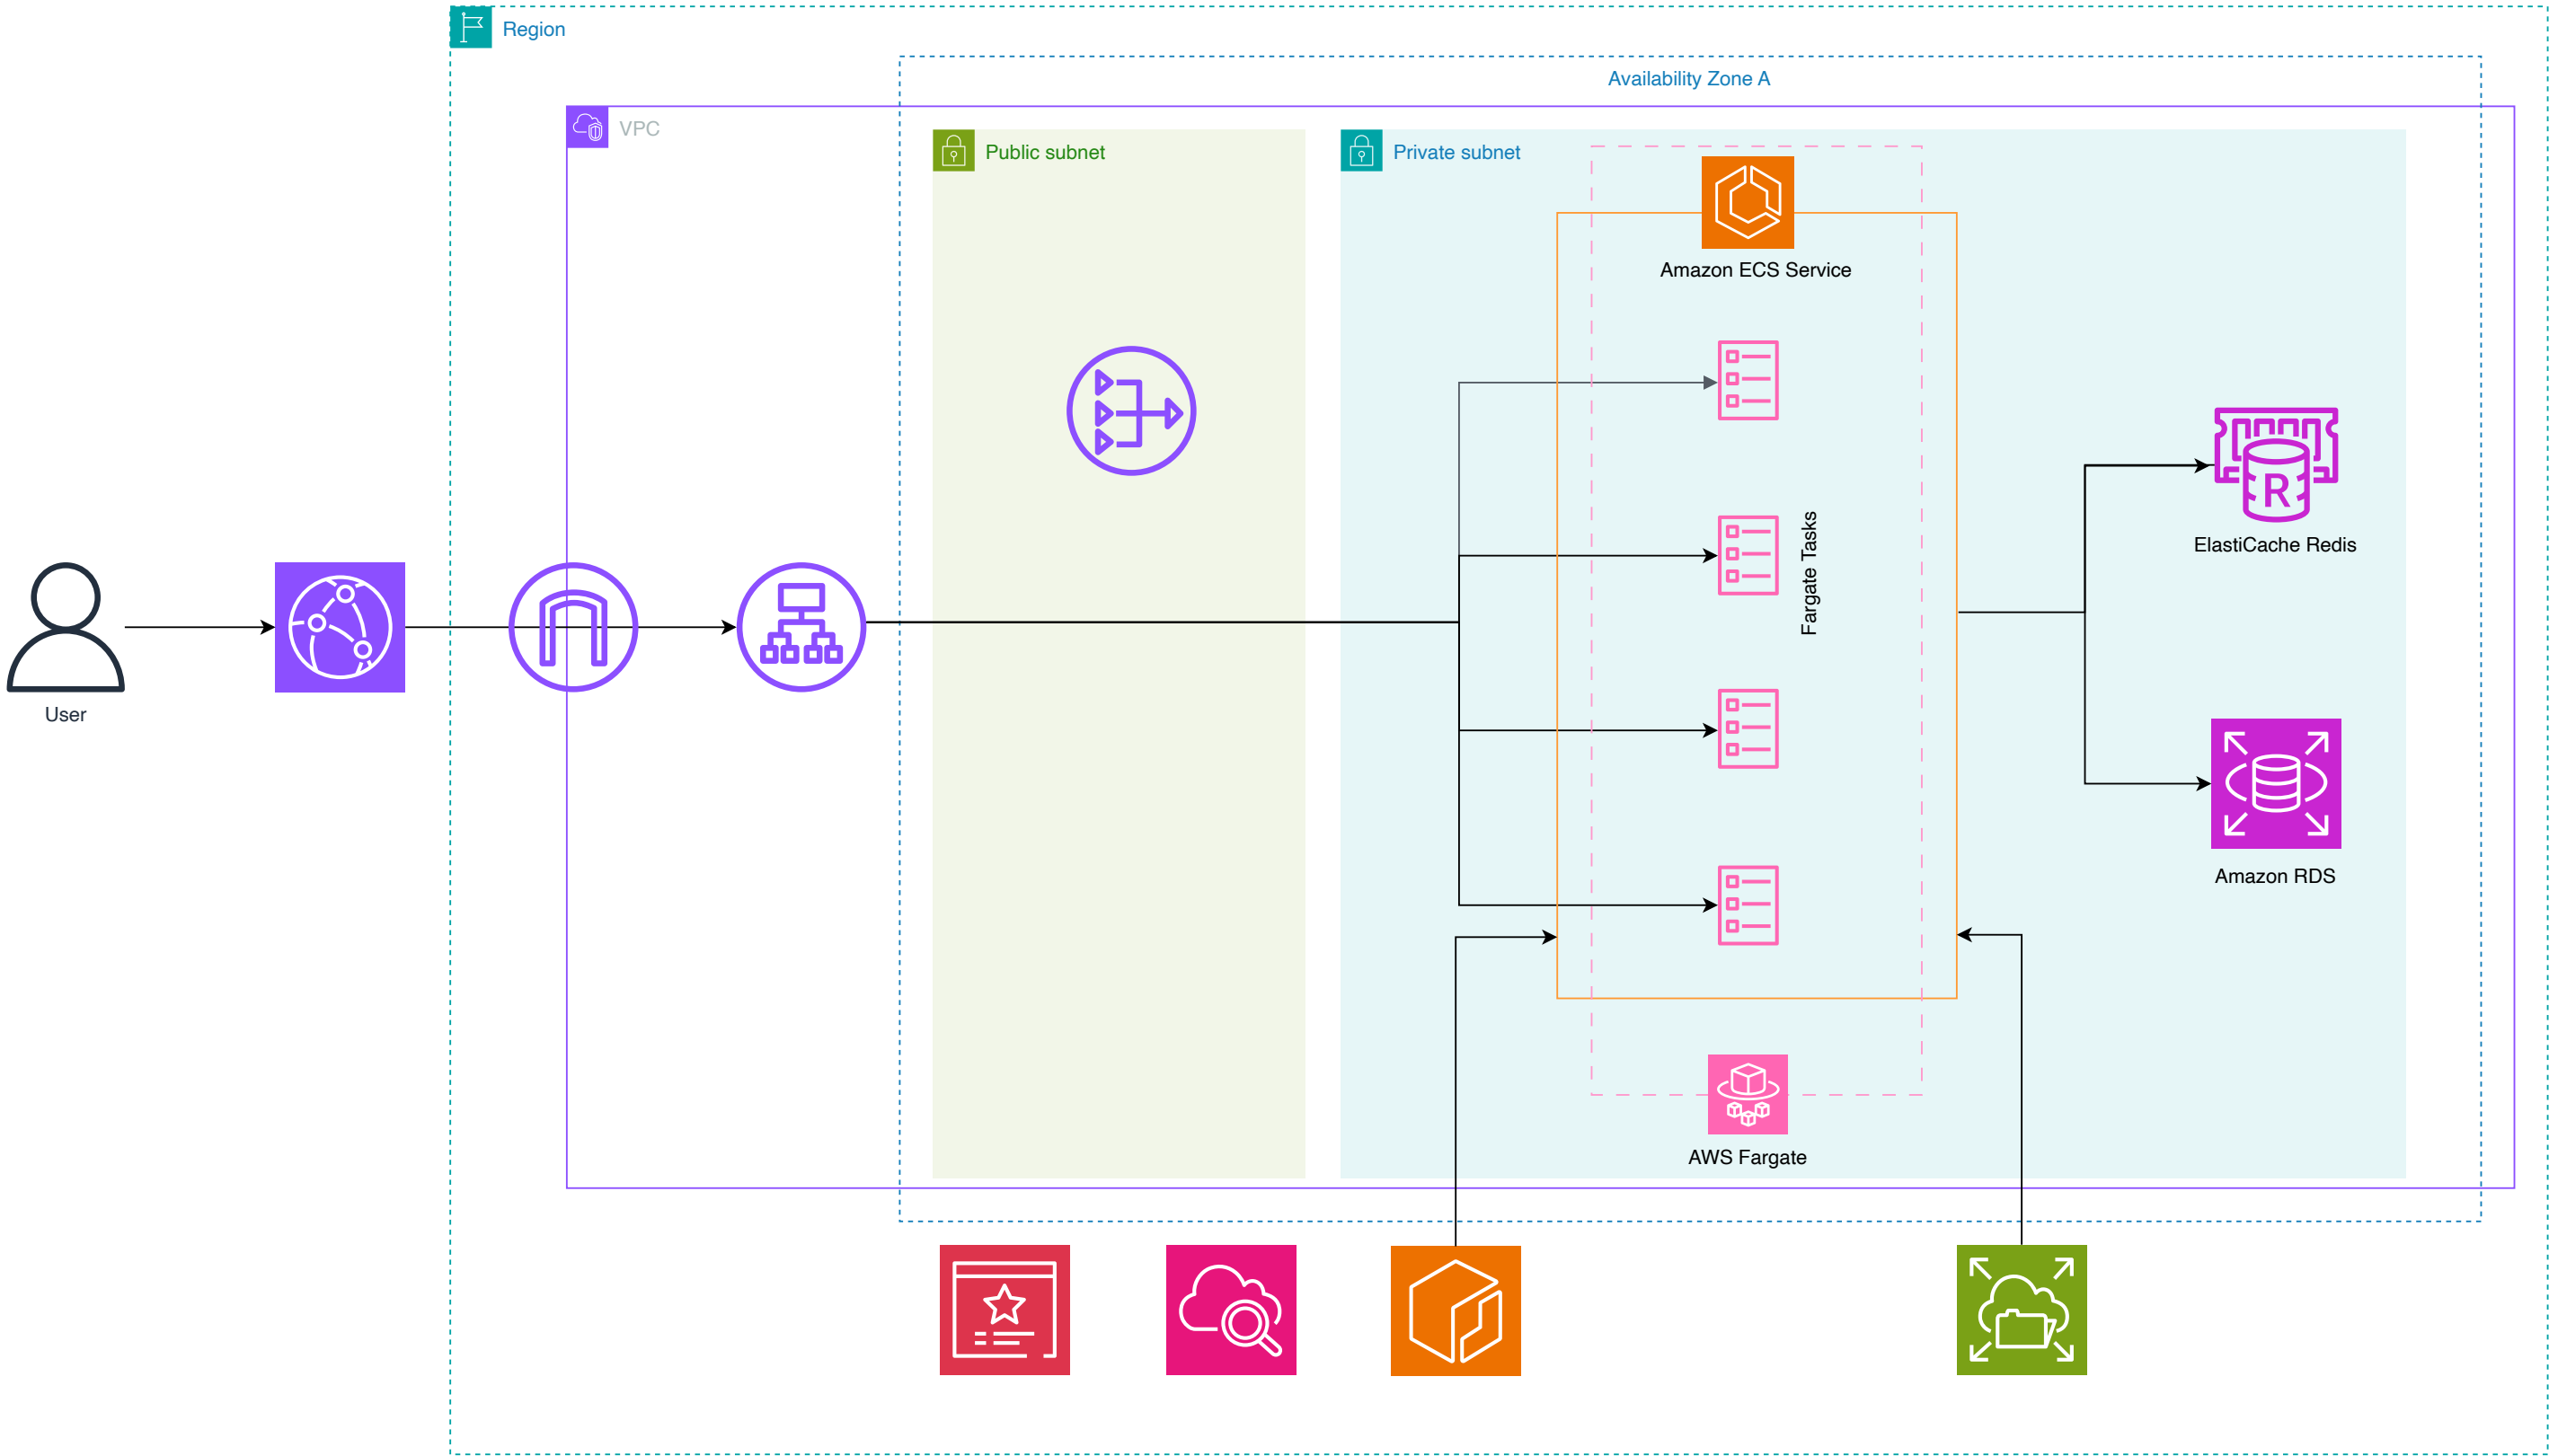 Region
Availability Zone A
VPC
Public subnet
Private subnet
Amazon ECS Service
Fargate Tasks
R
ElastiCache Redis
User
Amazon RDS
AWS Fargate